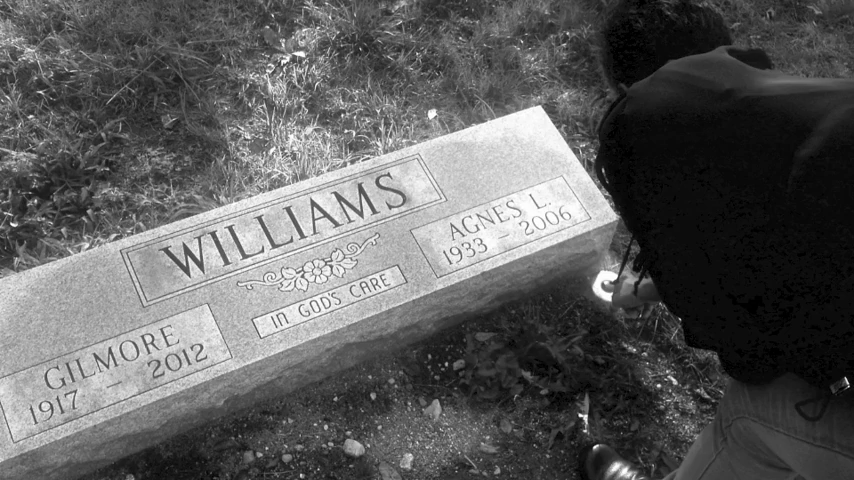 WILLIAMS
IN GOD'S CARE
GILMORE
1917 - 2012
AGNES L.
1933 - 2006